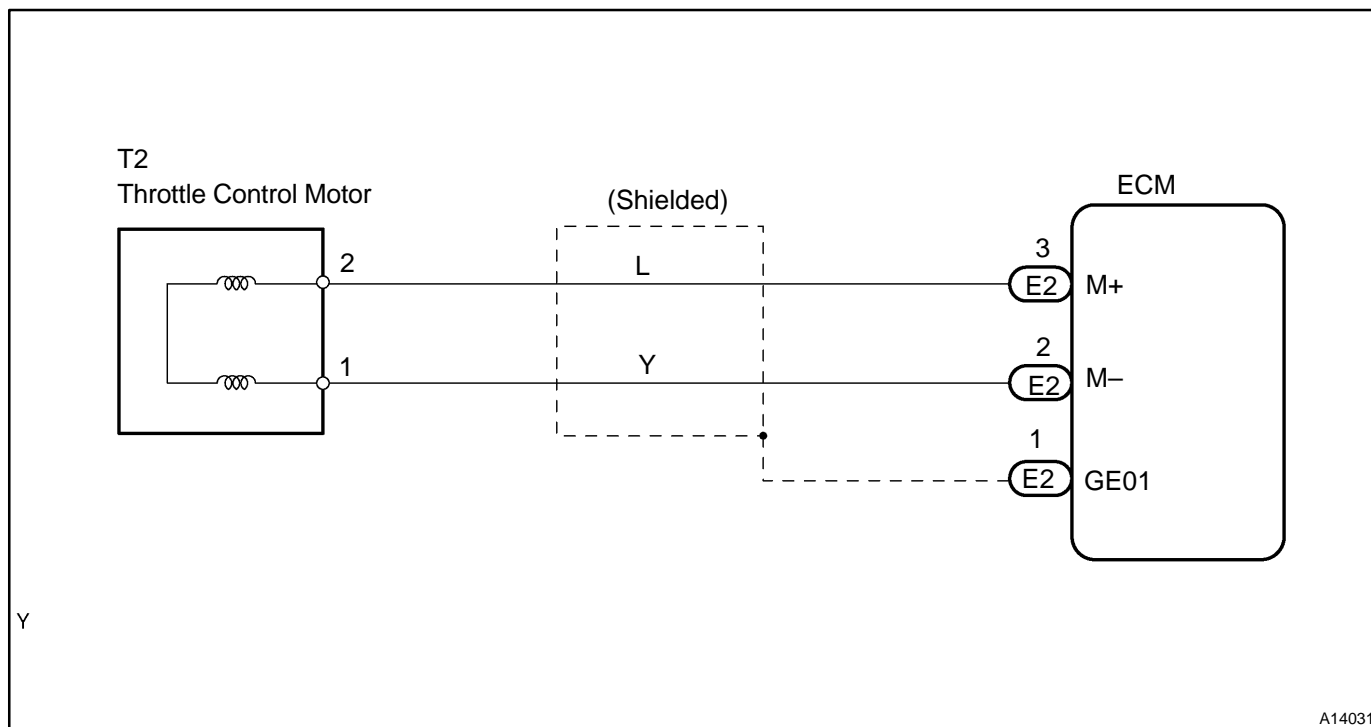 T2
Throttle Control Motor
(Shielded)
ECM
2
L
3
E2
M+
1
Y
2
E2
M–
1
E2
GE01
Y
A14031